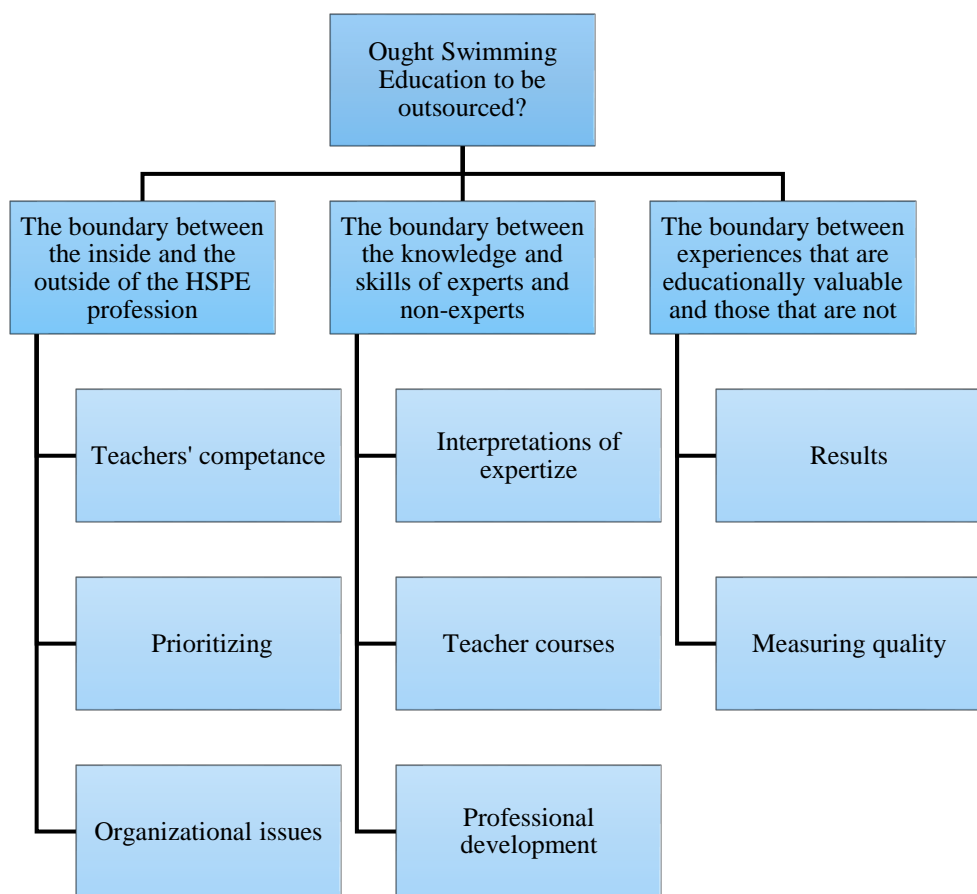 Ought Swimming
Education to be
outsourced?
The boundary between
the inside and the
outside of the HSPE
profession
The boundary between
the knowledge and
skills of experts and
non-experts
The boundary between
experiences that are
educationally valuable
and those that are not
Teachers' competance
Interpretations of
expertize
Results
Prioritizing
Teacher courses
Measuring quality
Organizational issues
Professional
development